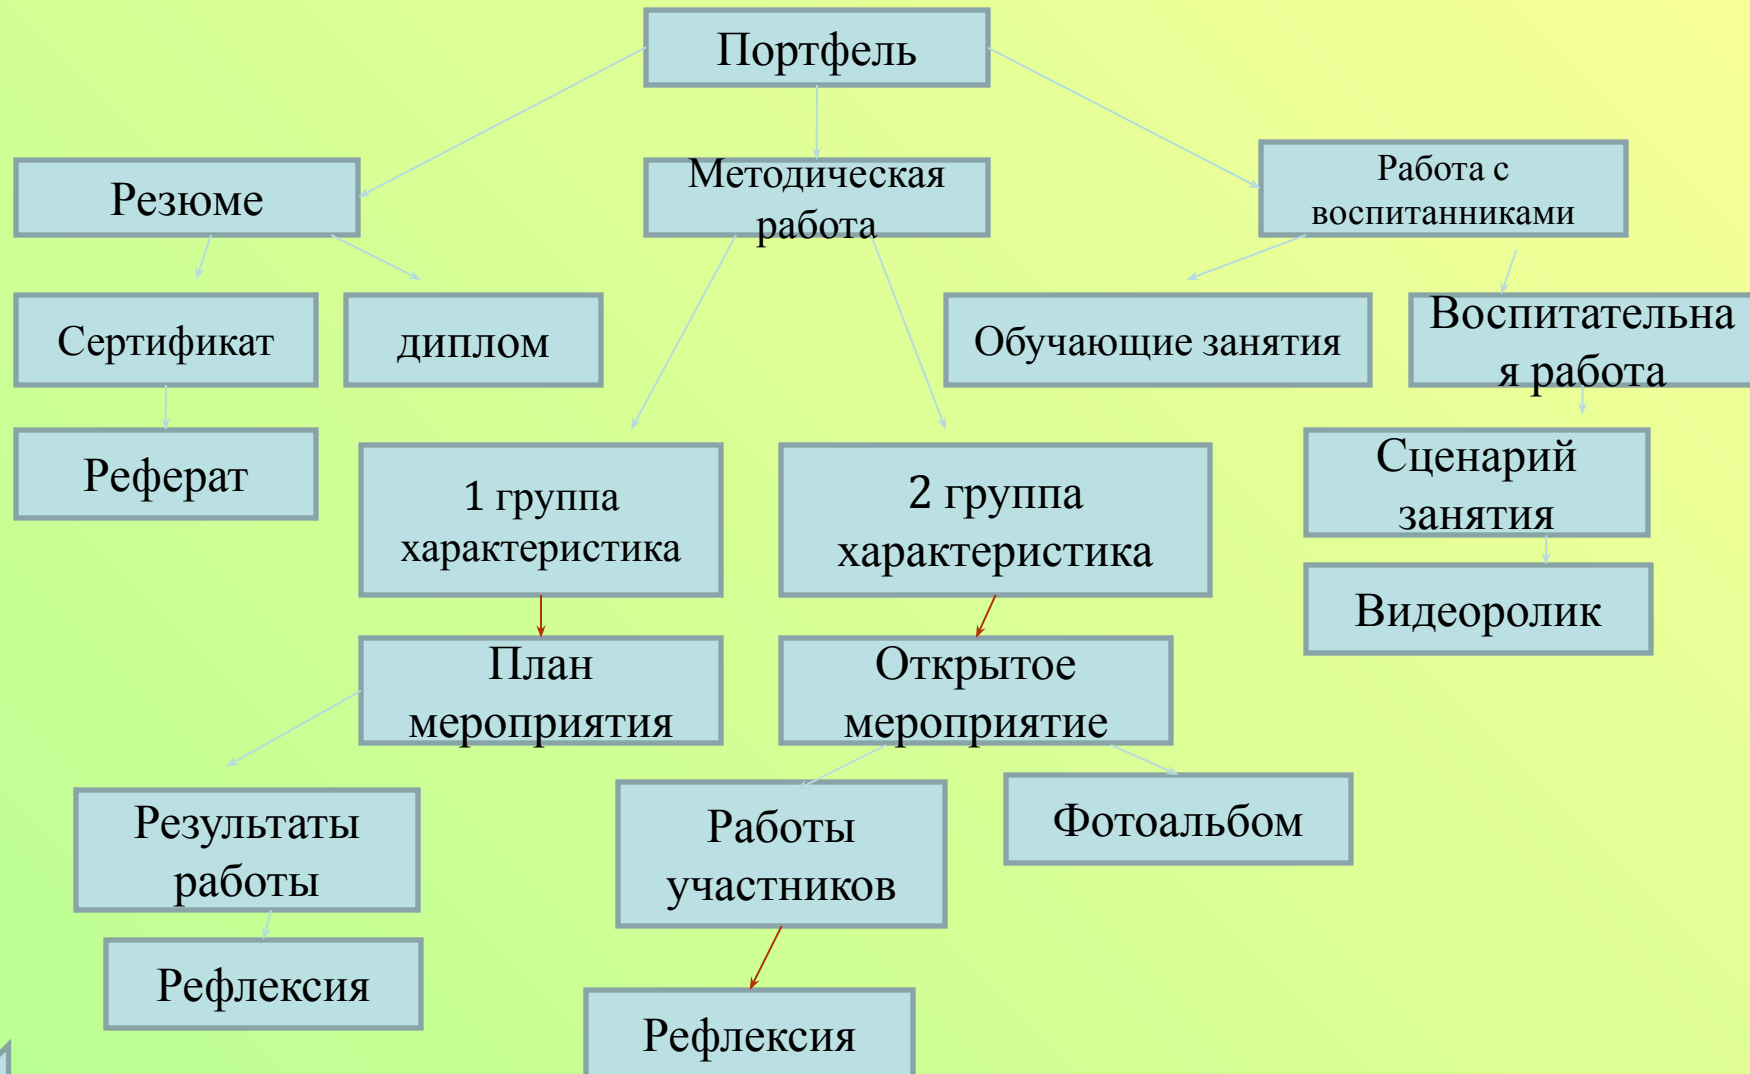 Портфель
Резюме
Методическая
работа
Работа с
воспитанниками
Сертификат
диплом
Обучающие занятия
Воспитательна
я работа
Реферат
1 группа
характеристика
2 группа
характеристика
Сценарий
занятия
Видеоролик
План
мероприятия
Открытое
мероприятие
Результаты
работы
Работы
участников
Фотоальбом
Рефлексия
Рефлексия